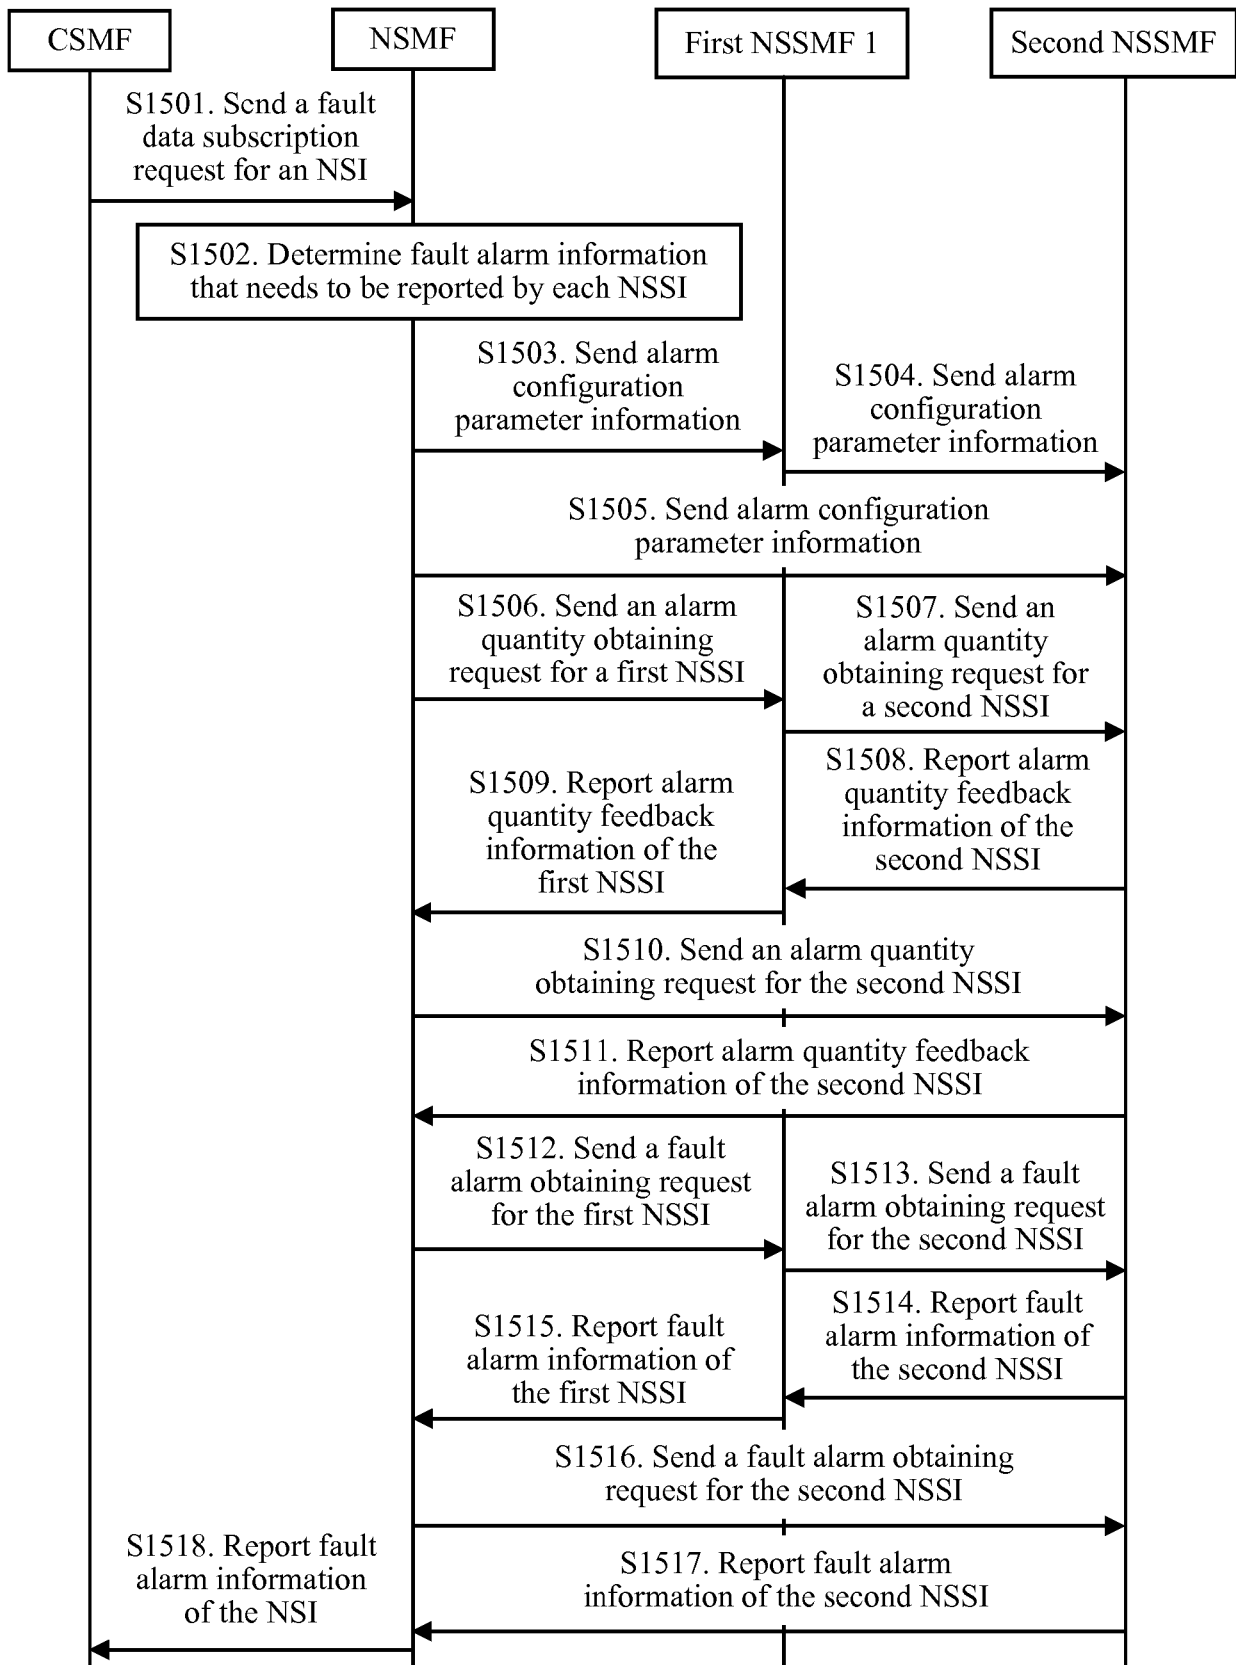 CSMF
NSMF
First NSSMF 1
Second NSSMF
S1501. Send a fault
data subscription
request for an NSI
S1502. Determine fault alarm information
that needs to be reported by each NSSI
S1503. Send alarm
configuration
parameter information
S1504. Send alarm
configuration
parameter information
S1505. Send alarm configuration
parameter information
S1506. Send an alarm
quantity obtaining
request for a first NSSI
S1507. Send an
alarm quantity
obtaining request for
a second NSSI
S1508. Report alarm
quantity feedback
information of the
second NSSI
S1509. Report alarm
quantity feedback
information of the
first NSSI
S1510. Send an alarm quantity
obtaining request for the second NSSI
S1511. Report alarm quantity feedback
information of the second NSSI
S1512. Send a fault
alarm obtaining request
for the first NSSI
S1513. Send a fault
alarm obtaining request
for the second NSSI
S1514. Report fault
alarm information of
the second NSSI
S1515. Report fault
alarm information of
the first NSSI
S1516. Send a fault alarm obtaining
request for the second NSSI
S1517. Report fault alarm
information of the second NSSI
S1518. Report fault
alarm information
of the NSI